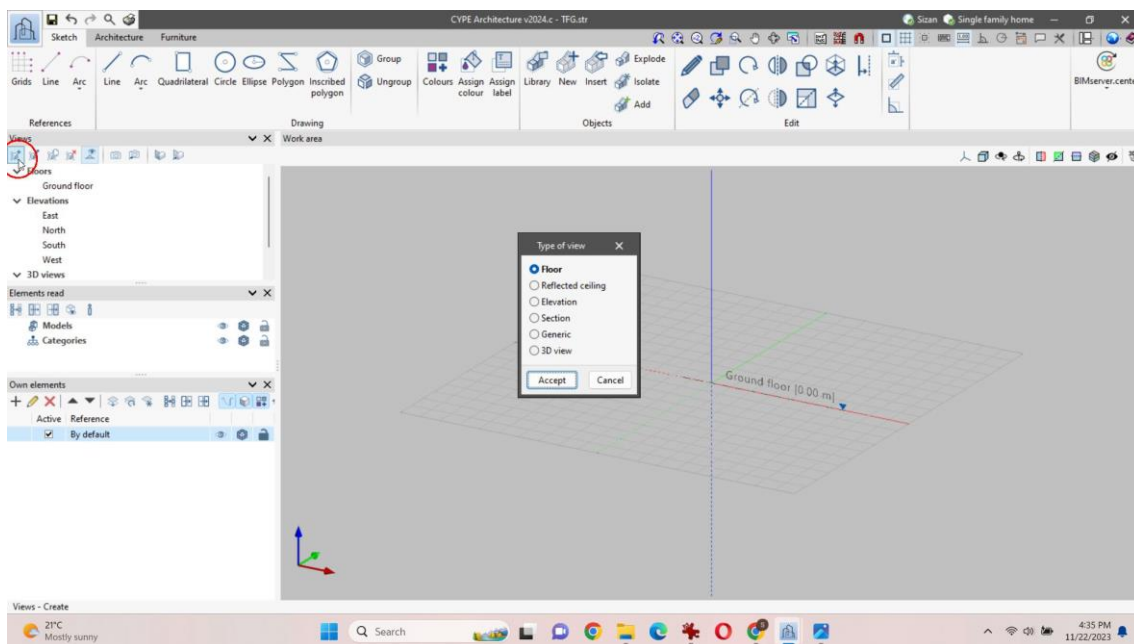 CYPE Architecture v2024.c - TFG.str
Sizan
Single family home
Sketch Architecture Furniture
Grids Line Arc
Line Arc Quadrilateral Circle Ellipse Polygon Inscribed polygon
Group
Ungroup
Colours Assign colour Assign label
Library New Insert
Explode
Isolate
Add
BIMserver.cente
References
Drawing
Objects
Edit
Views
Work area
Floors
Ground floor
Elevations
East
North
South
West
3D views
Elements read
Models
Categories
Own elements
Active Reference
By default
Type of view
Floor
Reflected ceiling
Elevation
Section
Generic
3D view
Accept Cancel
Ground floor [0.00 m]
Views - Create
21°C
Mostly sunny
Search
4:35 PM
11/22/2023